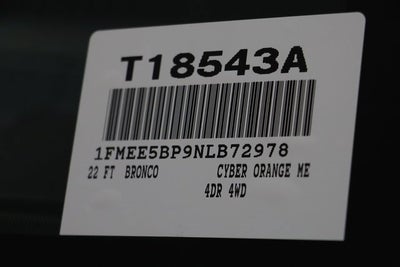 T18543A
1FMEE5BP9NLB72978
22 FT BRONCO CYBER ORANGE ME
4DR 4WD